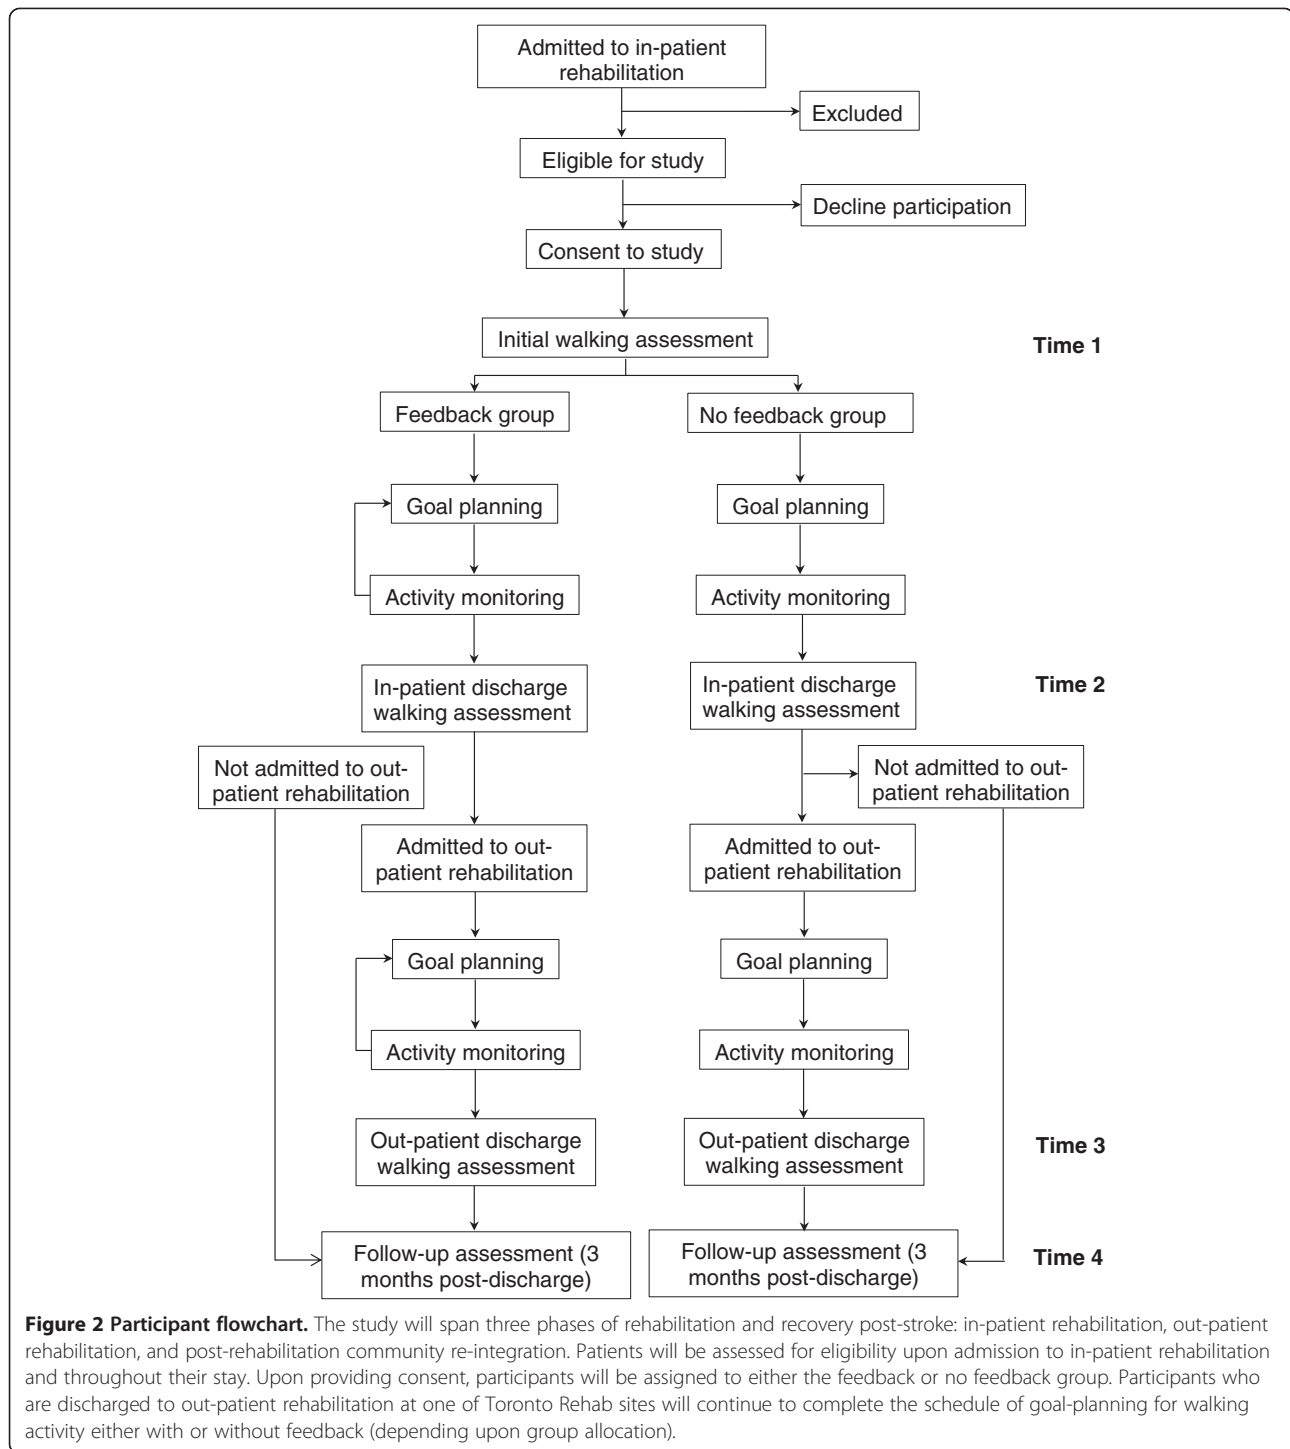 Admitted to in-patient
rehabilitation
Excluded
Eligible for study
Decline participation
Consent to study
Initial walking assessment
Time 1
Feedback group
No feedback group
Goal planning
Goal planning
Activity monitoring
Activity monitoring
In-patient discharge
walking assessment
In-patient discharge
walking assessment
Time 2
Not admitted to out-
patient rehabilitation
Not admitted to out-
patient rehabilitation
Admitted to out-
patient rehabilitation
Admitted to out-
patient rehabilitation
Goal planning
Goal planning
Activity monitoring
Activity monitoring
Out-patient discharge
walking assessment
Out-patient discharge
walking assessment
Time 3
Follow-up assessment (3
months post-discharge)
Follow-up assessment (3
months post-discharge)
Time 4
Figure 2 Participant flowchart. The study will span three phases of rehabilitation and recovery post-stroke: in-patient rehabilitation, out-patient
rehabilitation, and post-rehabilitation community re-integration. Patients will be assessed for eligibility upon admission to in-patient rehabilitation
and throughout their stay. Upon providing consent, participants will be assigned to either the feedback or no feedback group. Participants who
are discharged to out-patient rehabilitation at one of Toronto Rehab sites will continue to complete the schedule of goal-planning for walking
activity either with or without feedback (depending upon group allocation).